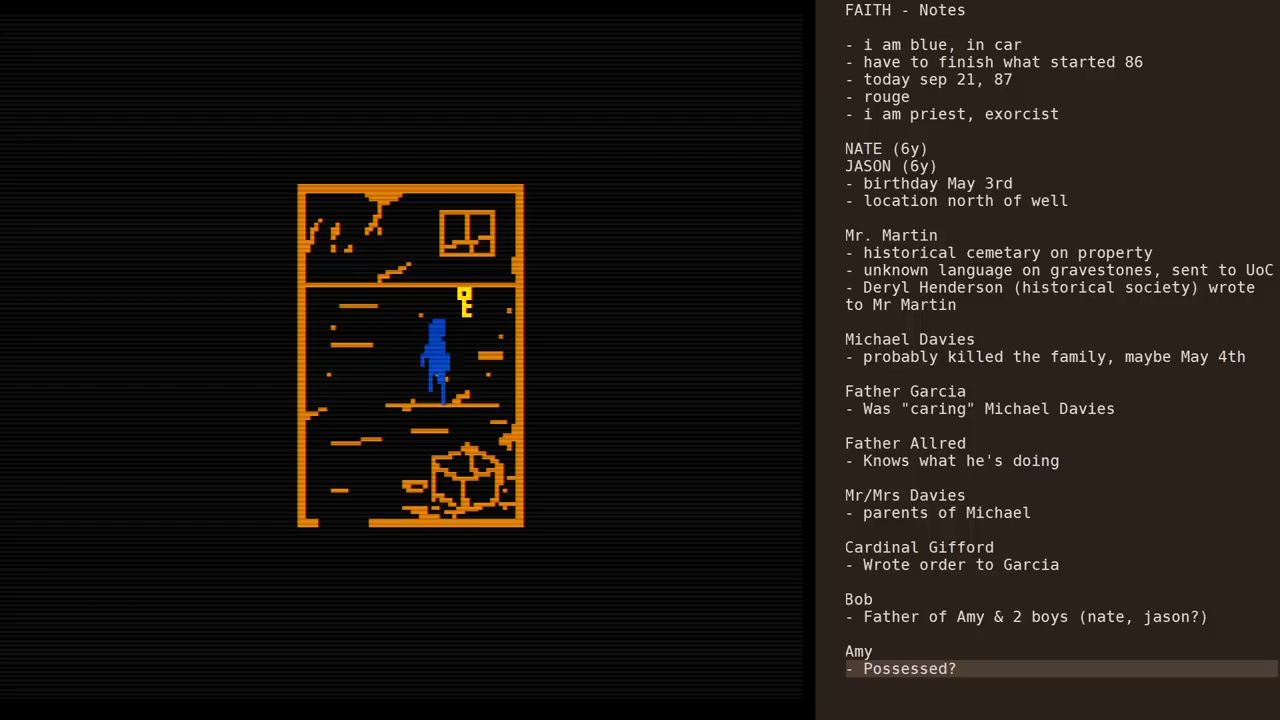 FAITH - Notes
- i am blue, in car
- have to finish what started 86
- today sep 21, 87
- rouge
- i am priest, exorcist
NATE (6y)
JASON (6y)
- birthday May 3rd
- location north of well
Mr. Martin
- historical cemetary on property
- unknown language on gravestones, sent to UoC
- Deryl Henderson (historical society) wrote
to Mr Martin
Michael Davies
- probably killed the family, maybe May 4th
Father Garcia
- Was "caring" Michael Davies
Father Allred
- Knows what he's doing
Mr/Mrs Davies
- parents of Michael
Cardinal Gifford
- Wrote order to Garcia
Bob
- Father of Amy & 2 boys (nate, jason?)
Amy
- Possessed?